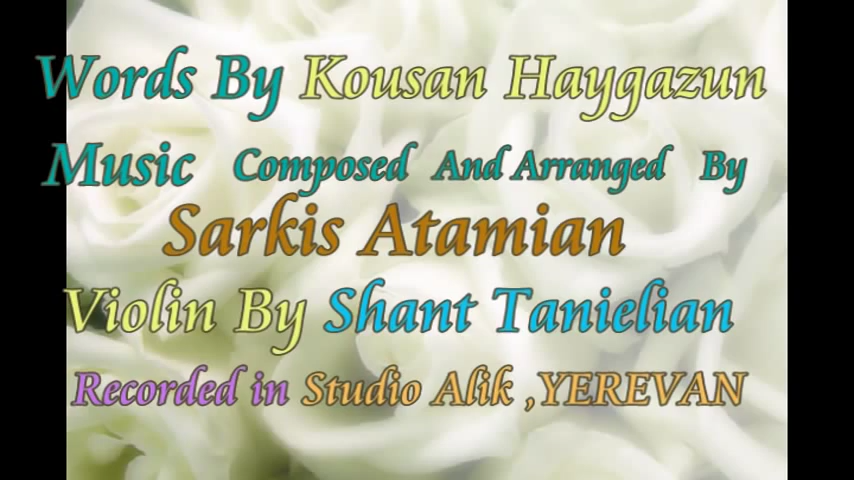 Words By Kousan Haygazun
Music Composed And Arranged By
Sarkis Atamian
Violin By Shant Tanielian
Recorded in Studio Alik ,YEREVAN